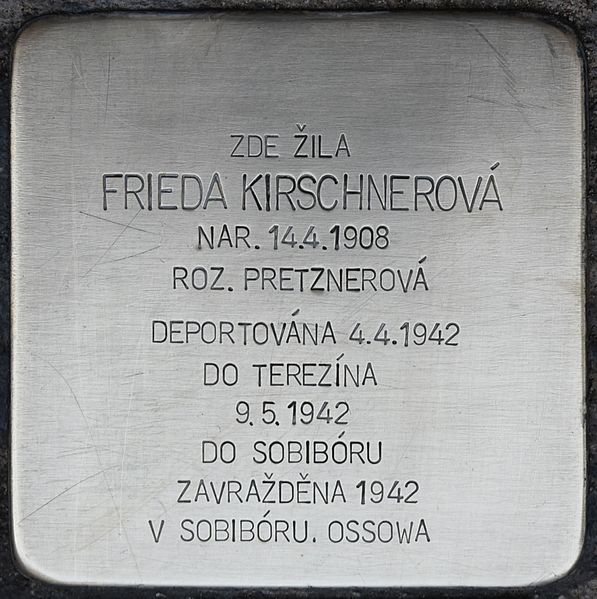 ZDE ŽILA
FRIEDA KIRSCHNEROVÁ
NAR. 14.4.1908
ROZ. PRETZNEROVÁ
DEPORTOVÁNA 4.4.1942
DO TEREZÍNA
9.5.1942
DO SOBIBÓRU
ZAVRAŽDĚNA 1942
V SOBIBÓRU. OSSOWA